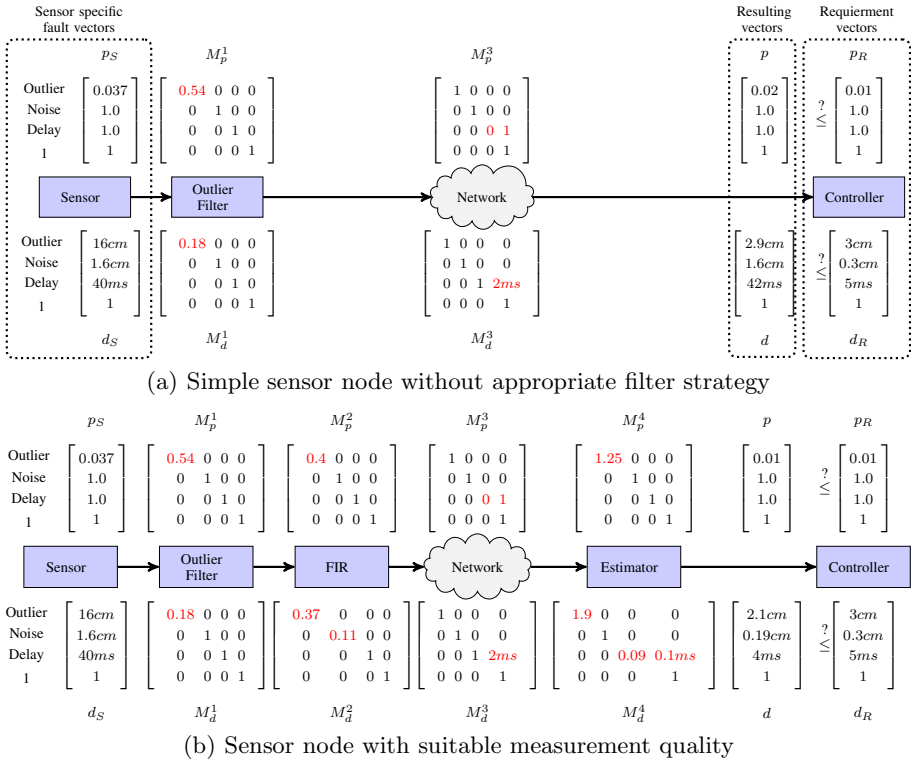 Sensor specific fault vectors
Resulting vectors
Requierment vectors
p_S M_p^1 M_p^3 p p_R
Outlier 0.037 0.54 0 0 0 1 0 0 0 0.02 0.01
Noise 1.0 0 1 0 0 0 1 0 0 1.0 ?≤ 1.0
Delay 1.0 0 0 1 0 0 0 0 1 1.0 1.0
1 1 0 0 0 1 0 0 0 1 1 1
Sensor Outlier Filter Network Controller
Outlier 16cm 0.18 0 0 0 1 0 0 0 2.9cm 3cm
Noise 1.6cm 0 1 0 0 0 1 0 0 1.6cm ?≤ 0.3cm
Delay 40ms 0 0 1 0 0 0 1 2ms 42ms 5ms
1 1 0 0 0 1 0 0 0 1 1 1
d_S M_d^1 M_d^3 d d_R
(a) Simple sensor node without appropriate filter strategy
p_S M_p^1 M_p^2 M_p^3 M_p^4 p p_R
Outlier 0.037 0.54 0 0 0 0.4 0 0 0 1 0 0 0 1.25 0 0 0 0.01 0.01
Noise 1.0 0 1 0 0 0 1 0 0 0 1 0 0 0 1 0 0 1.0 ?≤ 1.0
Delay 1.0 0 0 1 0 0 0 1 0 0 0 0 1 0 0 1 0 1.0 1.0
1 1 0 0 0 1 0 0 0 1 0 0 0 1 0 0 0 1 1 1
Sensor Outlier Filter FIR Network Estimator Controller
Outlier 16cm 0.18 0 0 0 0.37 0 0 0 1 0 0 0 1.9 0 0 0 2.1cm 3cm
Noise 1.6cm 0 1 0 0 0 0.11 0 0 0 1 0 0 0 1 0 0 0.19cm ?≤ 0.3cm
Delay 40ms 0 0 1 0 0 0 1 0 0 0 1 2ms 0 0 0.09 0.1ms 4ms 5ms
1 1 0 0 0 1 0 0 0 1 0 0 0 1 0 0 0 1 1 1
d_S M_d^1 M_d^2 M_d^3 M_d^4 d d_R
(b) Sensor node with suitable measurement quality